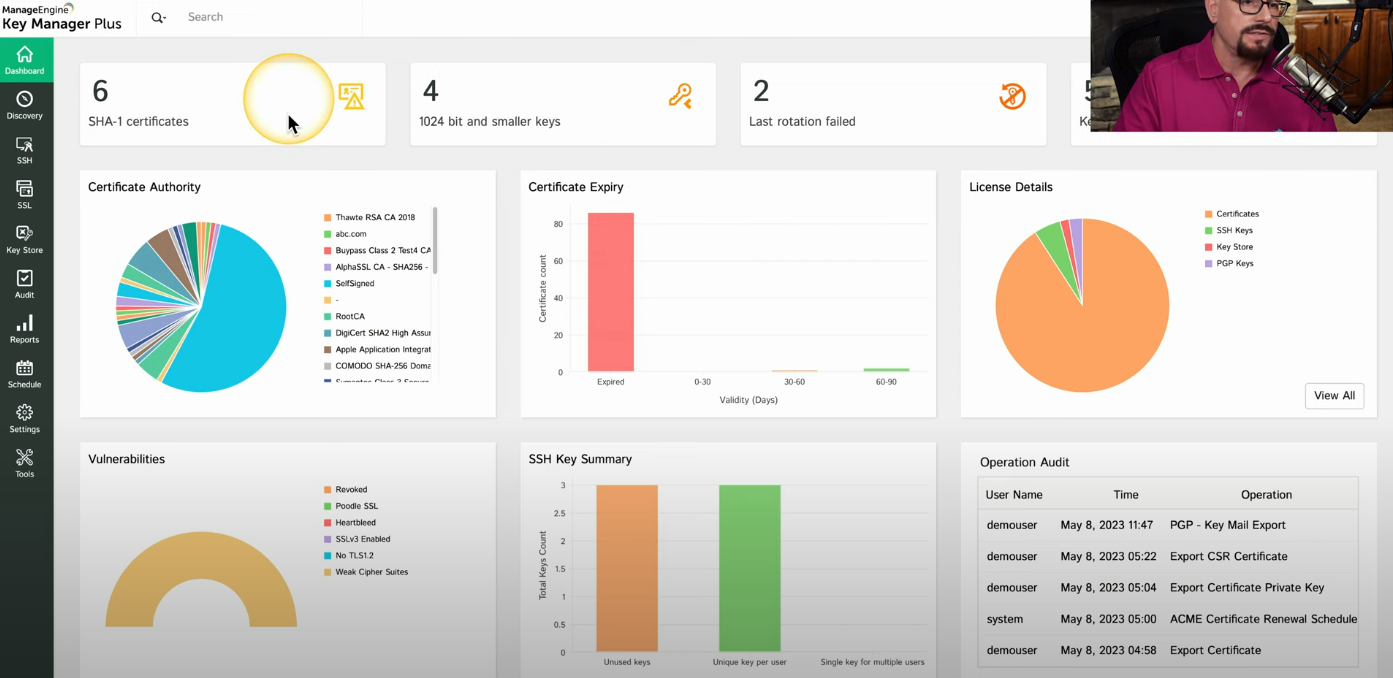 ManageEngine
Key Manager Plus
Search
Dashboard
Discovery
SSH
SSL
Key Store
Audit
Reports
Schedule
Settings
Tools
6
SHA-1 certificates
4
1024 bit and smaller keys
2
Last rotation failed
Certificate Authority
Thawte RSA CA 2018
abc.com
Buypass Class 2 Test4 CA
AlphaSSL CA - SHA256 -
SelfSigned
-
RootCA
DigiCert SHA2 High Assur
Apple Application Integrat
COMODO SHA-256 Doma
Certificate Expiry
Certificate count
80
60
40
20
0
Expired
0-30
30-60
60-90
Validity (Days)
License Details
Certificates
SSH Keys
Key Store
PGP Keys
View All
Vulnerabilities
Revoked
Poodle SSL
Heartbleed
SSLv3 Enabled
No TLS1.2
Weak Cipher Suites
SSH Key Summary
Total Keys Count
3
2.5
2
1.5
1
0.5
0
Unused keys
Unique key per user
Single key for multiple users
Operation Audit
User Name Time Operation
demouser May 8, 2023 11:47 PGP - Key Mail Export
demouser May 8, 2023 05:22 Export CSR Certificate
demouser May 8, 2023 05:04 Export Certificate Private Key
system May 8, 2023 05:00 ACME Certificate Renewal Schedule
demouser May 8, 2023 04:58 Export Certificate